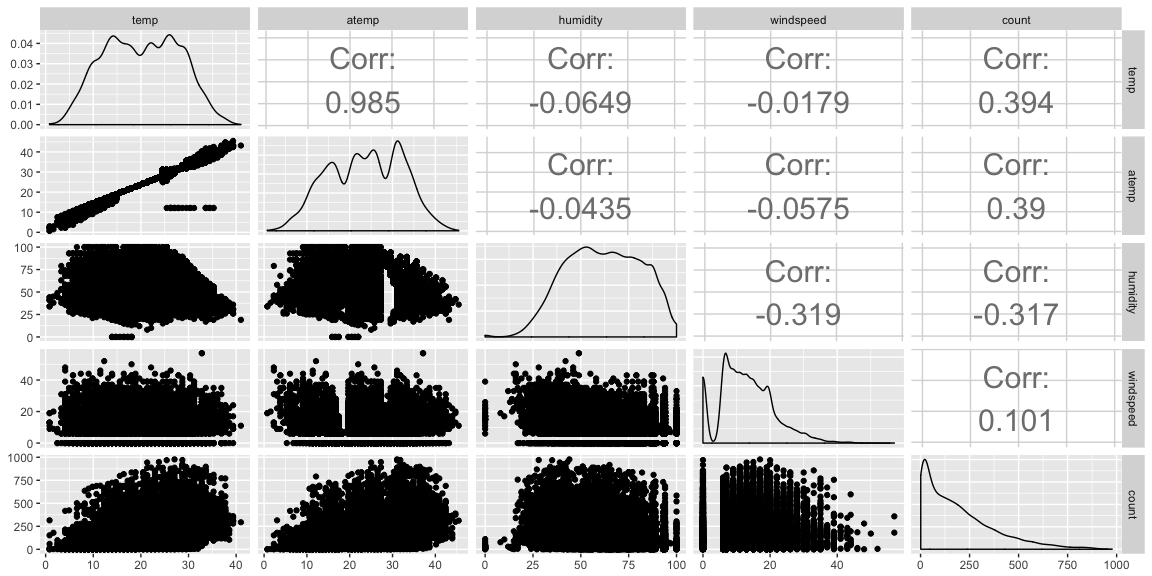 temp atemp humidity windspeed count
0.04
0.03
0.02
0.01
0.00
Corr:
0.985
Corr:
-0.0649
Corr:
-0.0179
Corr:
0.394
temp
40
30
20
10
0
Corr:
-0.0435
Corr:
-0.0575
Corr:
0.39
atemp
100
75
50
25
0
Corr:
-0.319
Corr:
-0.317
humidity
40
20
0
Corr:
0.101
windspeed
1000
750
500
250
0
count
0 10 20 30 40 0 10 20 30 40 0 25 50 75 100 0 20 40 0 250 500 750 1000